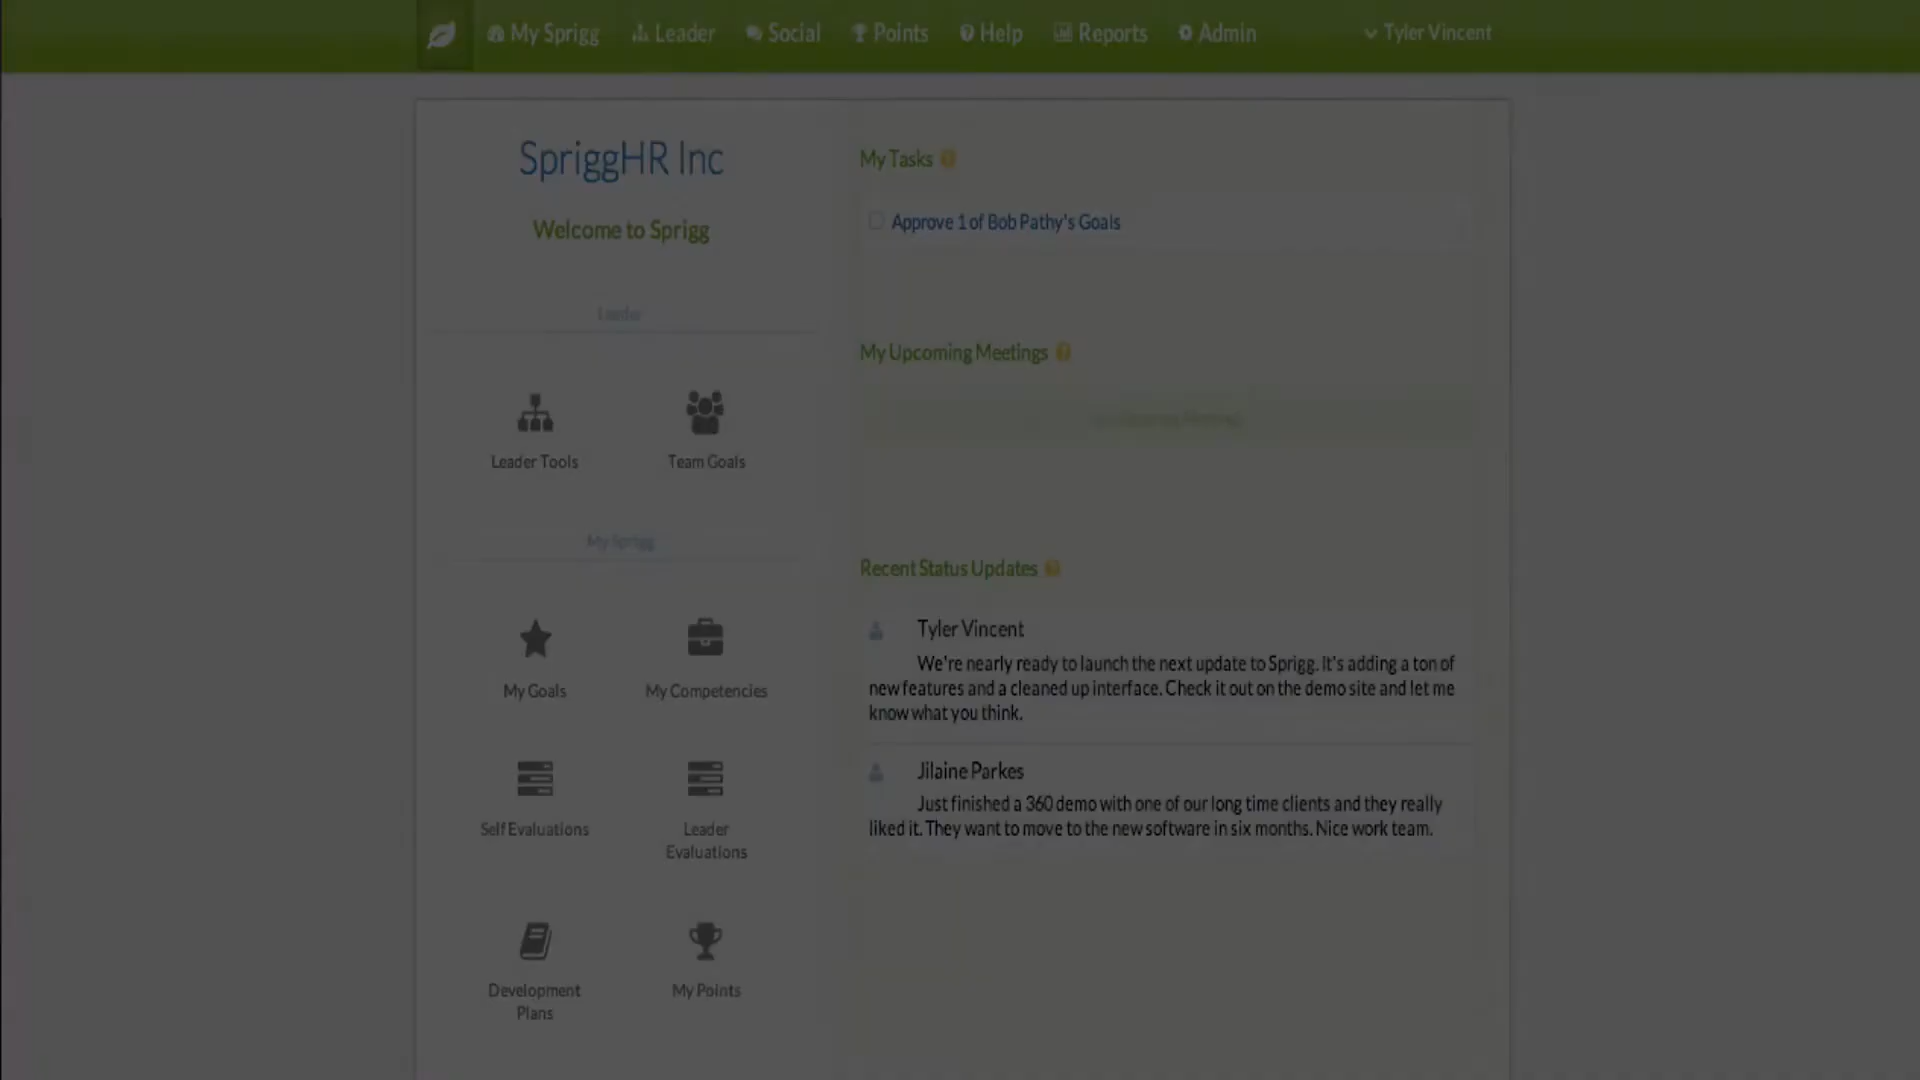 My Sprigg Leader Social Points Help Reports Admin Tyler Vincent
SpriggHR Inc
Welcome to Sprigg
Leader
Leader Tools Team Goals
My Sprigg
My Goals My Competencies
Self Evaluations Leader
Evaluations
Development
Plans My Points
My Tasks
Approve 1 of Bob Pathy's Goals
My Upcoming Meetings
Recent Status Updates
Tyler Vincent
We're nearly ready to launch the next update to Sprigg. It's adding a ton of
new features and a cleaned up interface. Check it out on the demo site and let me
know what you think.
Jilaine Parkes
Just finished a 360 demo with one of our long time clients and they really
liked it. They want to move to the new software in six months. Nice work team.